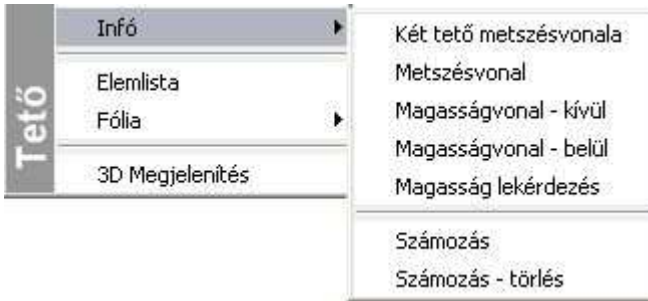 Tető
Infó
Elemlista
Fólia
3D Megjelenítés
Két tető metszésvonala
Metszésvonal
Magasságvonal - kívül
Magasságvonal - belül
Magasság lekérdezés
Számozás
Számozás - törlés